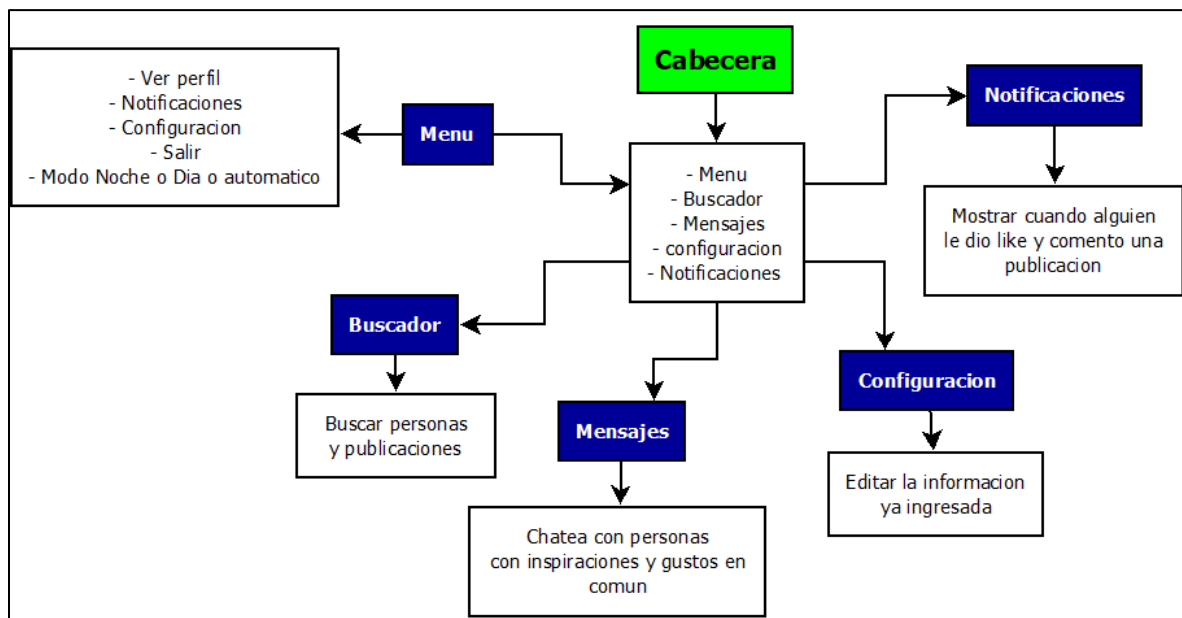 Cabecera
- Ver perfil
- Notificaciones
- Configuracion
- Salir
- Modo Noche o Dia o automatico
Menu
- Menu
- Buscador
- Mensajes
- configuracion
- Notificaciones
Notificaciones
Mostrar cuando alguien
le dio like y comento una
publicacion
Buscador
Buscar personas
y publicaciones
Mensajes
Chatea con personas
con inspiraciones y gustos en
comun
Configuracion
Editar la informacion
ya ingresada